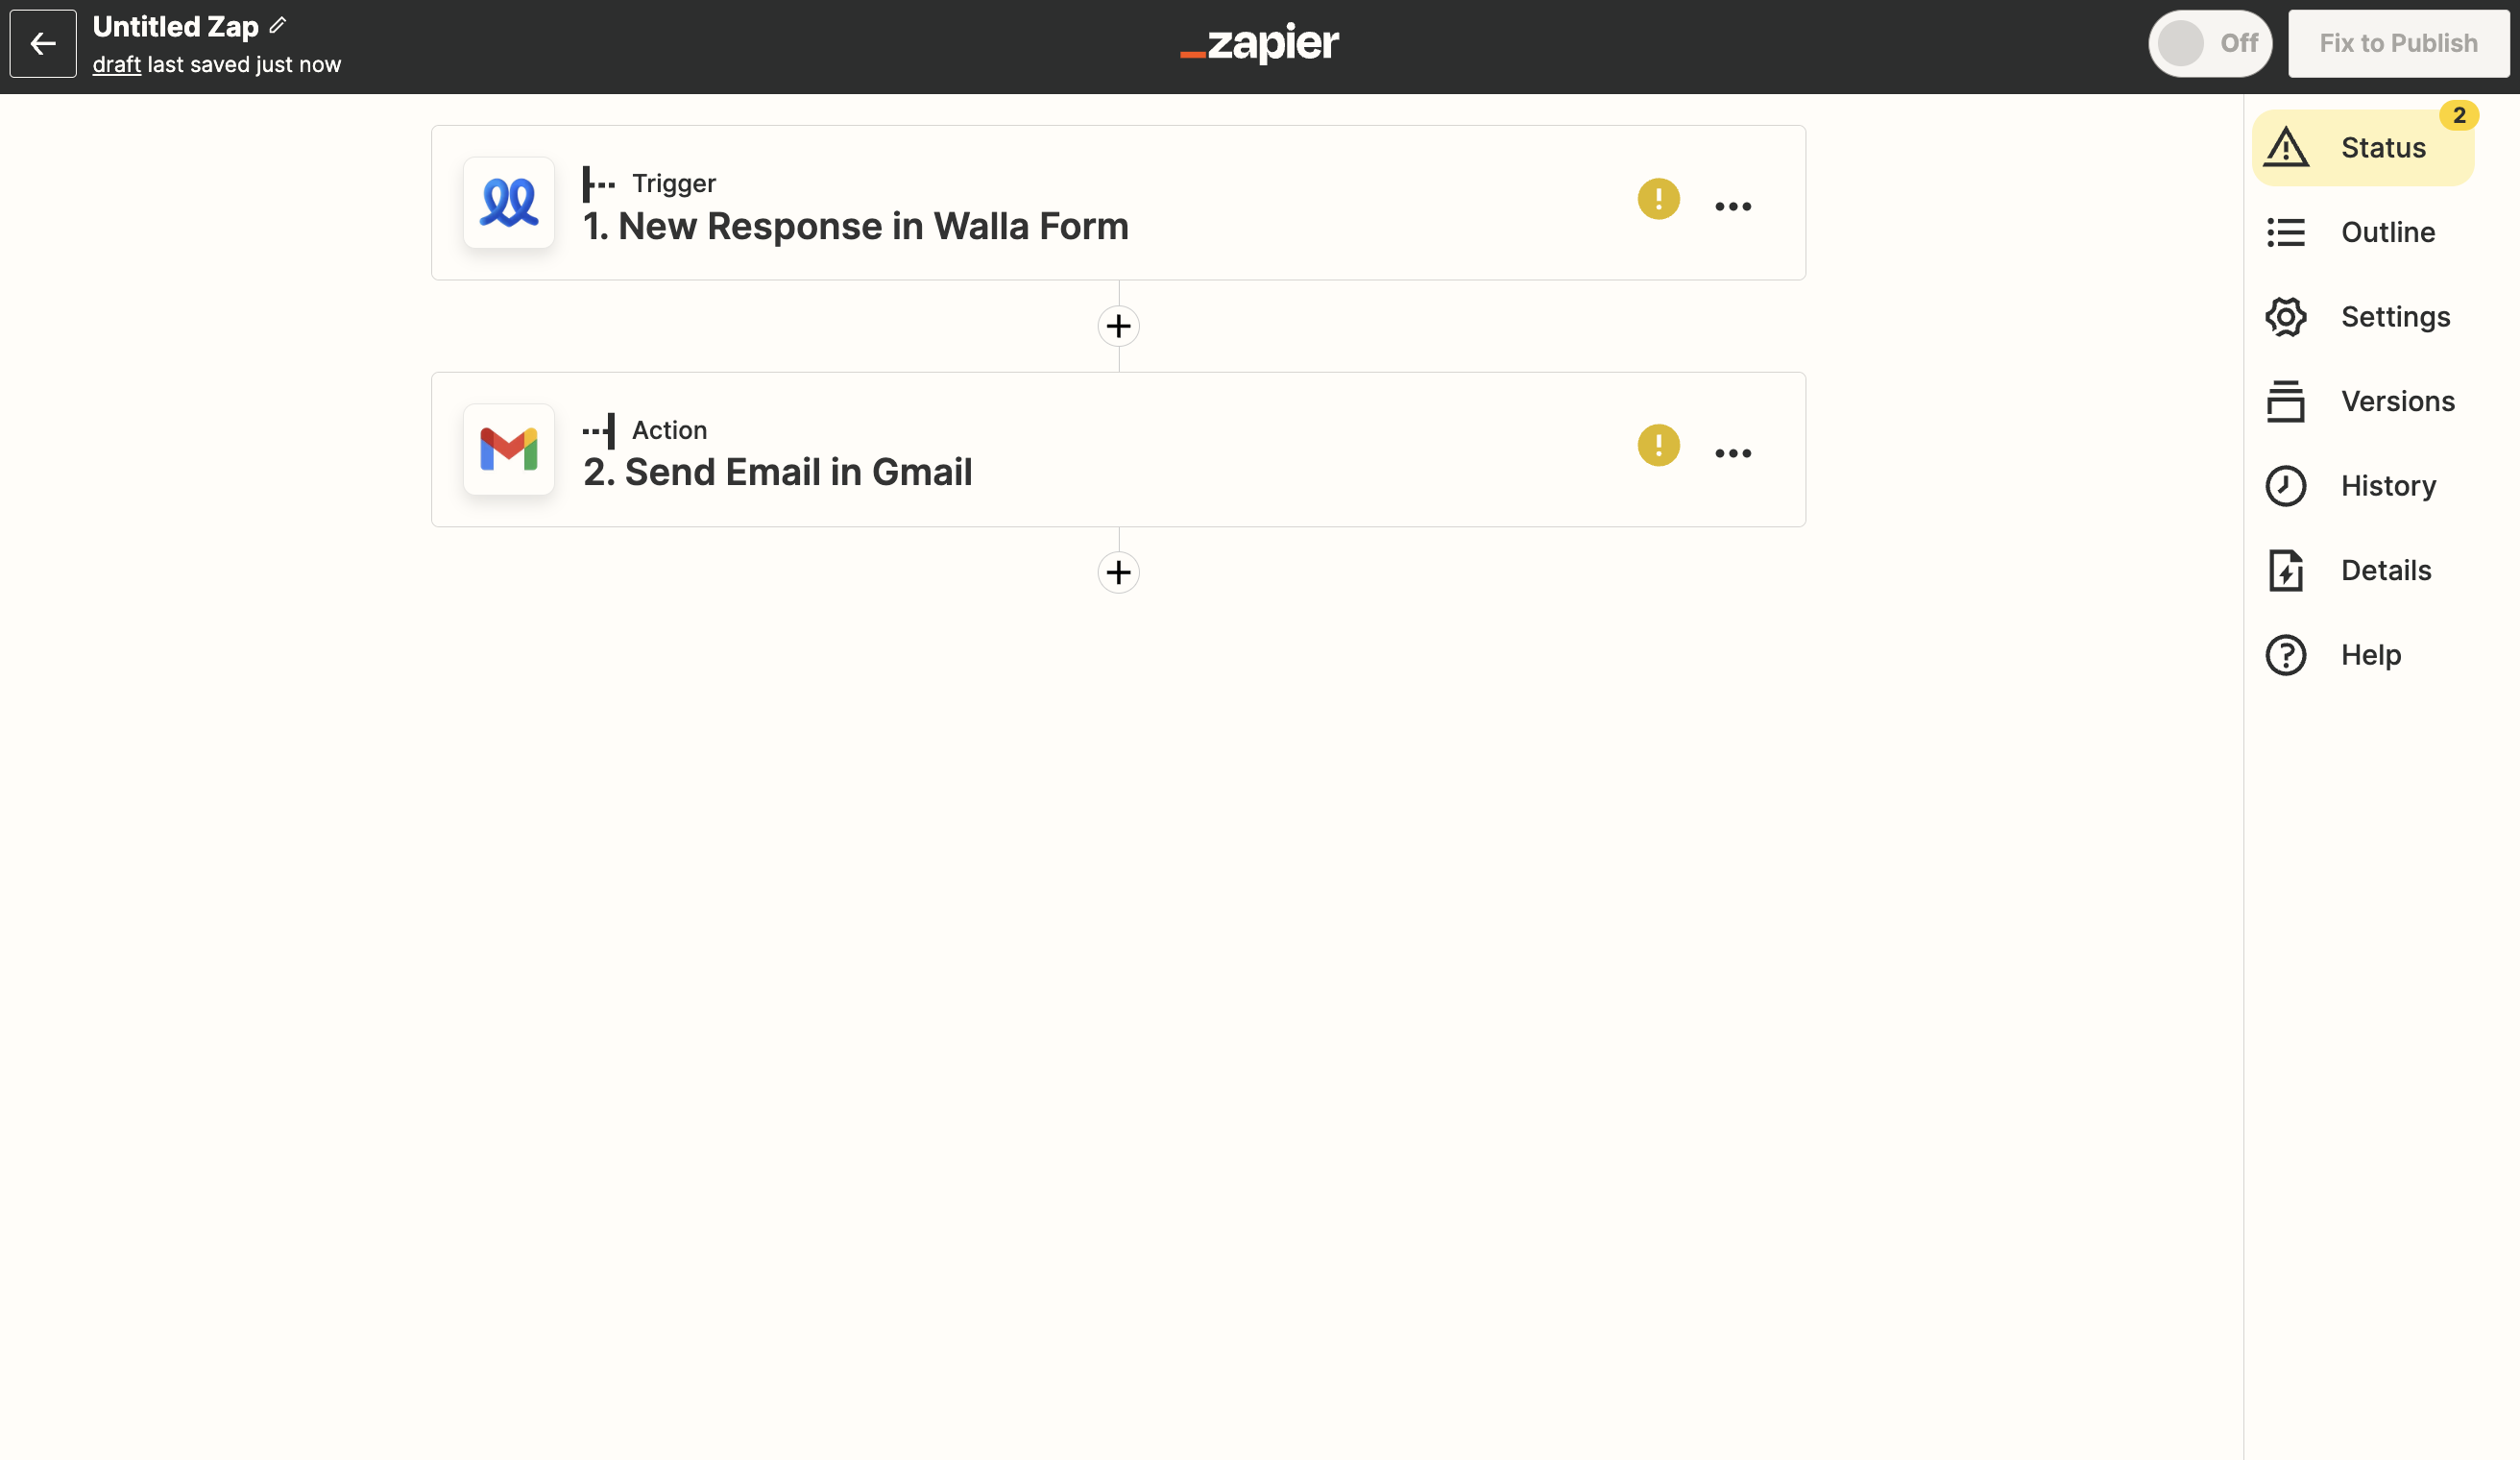 Untitled Zap
draft last saved just now
zapier
Off
Fix to Publish
Trigger
1. New Response in Walla Form
Action
2. Send Email in Gmail
2
Status
Outline
Settings
Versions
History
Details
Help